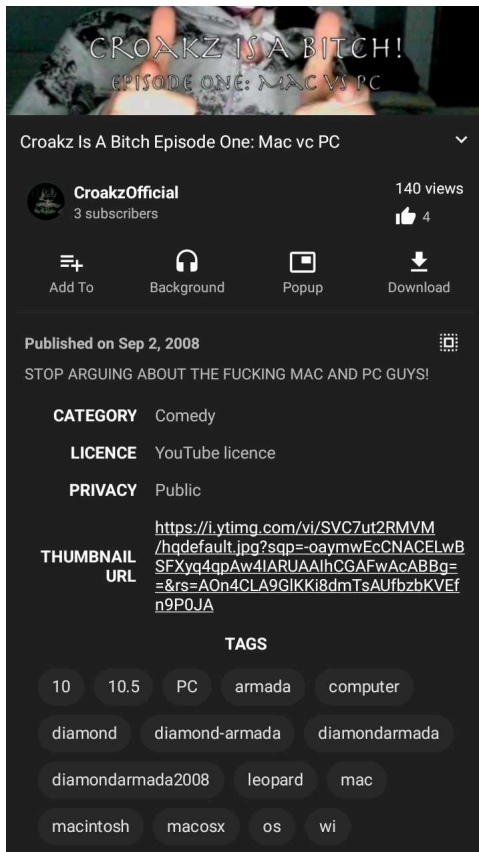 CROAKZ IS A BITCH!
EPISODE ONE: MAC VS PC
Croakz Is A Bitch Episode One: Mac vc PC
CroakzOfficial
3 subscribers
140 views
4
Add To
Background
Popup
Download
Published on Sep 2, 2008
STOP ARGUING ABOUT THE FUCKING MAC AND PC GUYS!
CATEGORY Comedy
LICENCE YouTube licence
PRIVACY Public
THUMBNAIL URL
https://i.ytimg.com/vi/SVC7ut2RMVM
/hqdefault.jpg?sqp=-oaymwEcCNACELwB
SFXyq4qpAw4IARUAAIhCGAFwAcABBg=
=&rs=AOn4CLA9GlKKi8dmTsAUfbzbKVEf
n9P0JA
TAGS
10 10.5 PC armada computer
diamond diamond-armada diamondarmada
diamondarmada2008 leopard mac
macintosh macosx os wi